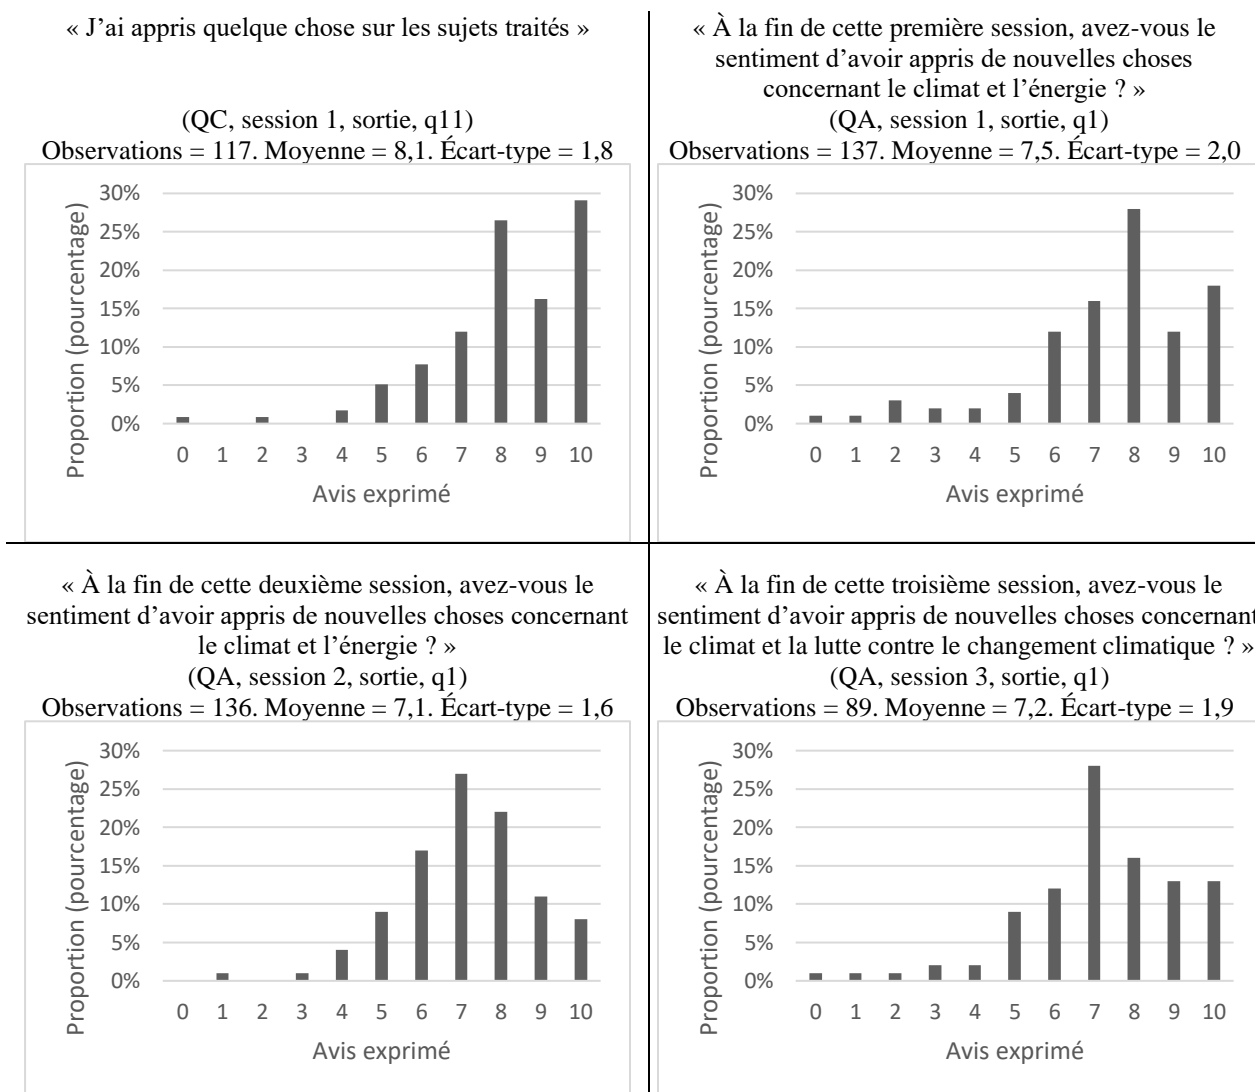 « J'ai appris quelque chose sur les sujets traités »
(QC, session 1, sortie, q11)
Observations = 117. Moyenne = 8,1. Écart-type = 1,8
30%
25%
20%
15%
10%
5%
0%
Proportion (pourcentage)
0 1 2 3 4 5 6 7 8 9 10
Avis exprimé
« À la fin de cette première session, avez-vous le
sentiment d'avoir appris de nouvelles choses
concernant le climat et l'énergie ? »
(QA, session 1, sortie, q1)
Observations = 137. Moyenne = 7,5. Écart-type = 2,0
30%
25%
20%
15%
10%
5%
0%
Proportion (pourcentage)
0 1 2 3 4 5 6 7 8 9 10
Avis exprimé
« À la fin de cette deuxième session, avez-vous le
sentiment d'avoir appris de nouvelles choses concernant
le climat et l'énergie ? »
(QA, session 2, sortie, q1)
Observations = 136. Moyenne = 7,1. Écart-type = 1,6
30%
25%
20%
15%
10%
5%
0%
Proportion (pourcentage)
0 1 2 3 4 5 6 7 8 9 10
Avis exprimé
« À la fin de cette troisième session, avez-vous le
sentiment d'avoir appris de nouvelles choses concernant
le climat et la lutte contre le changement climatique ? »
(QA, session 3, sortie, q1)
Observations = 89. Moyenne = 7,2. Écart-type = 1,9
30%
25%
20%
15%
10%
5%
0%
Proportion (pourcentage)
0 1 2 3 4 5 6 7 8 9 10
Avis exprimé